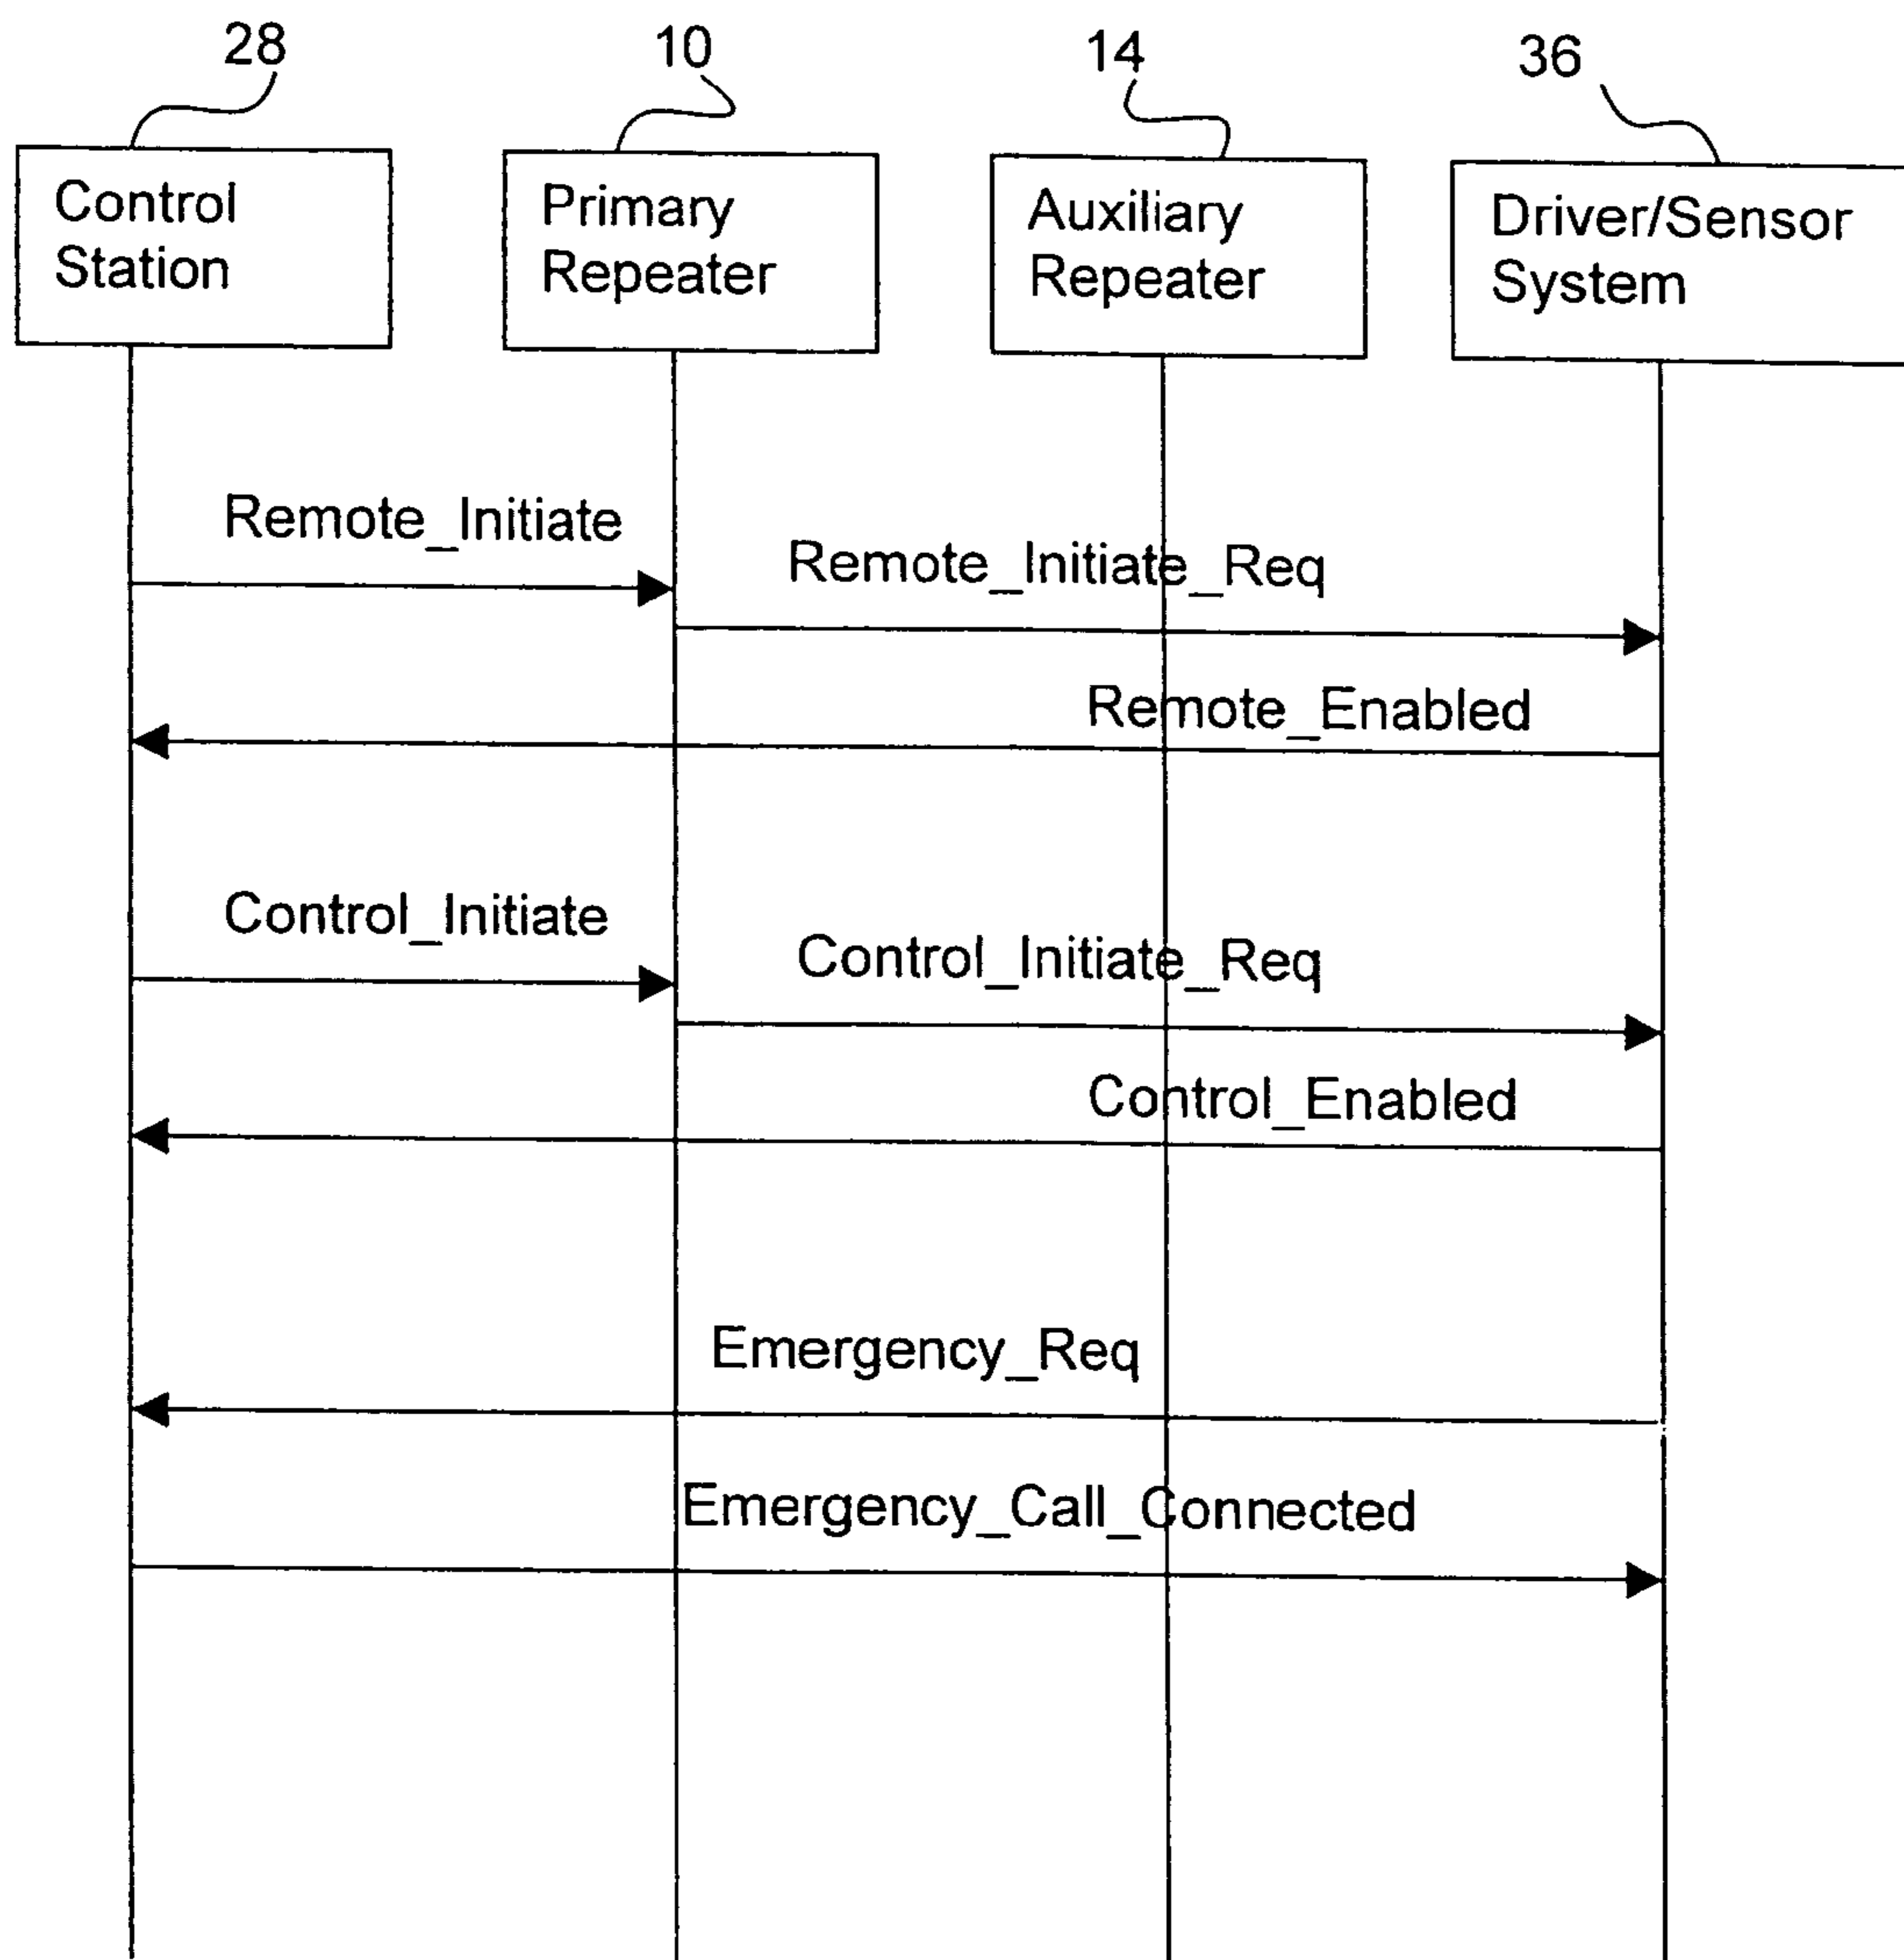 28
10
14
36
Control
Station
Primary
Repeater
Auxiliary
Repeater
Driver/Sensor
System
Remote_Initiate
Remote_Initiate_Req
Remote_Enabled
Control_Initiate
Control_Initiate_Req
Control_Enabled
Emergency_Req
Emergency_Call_Connected